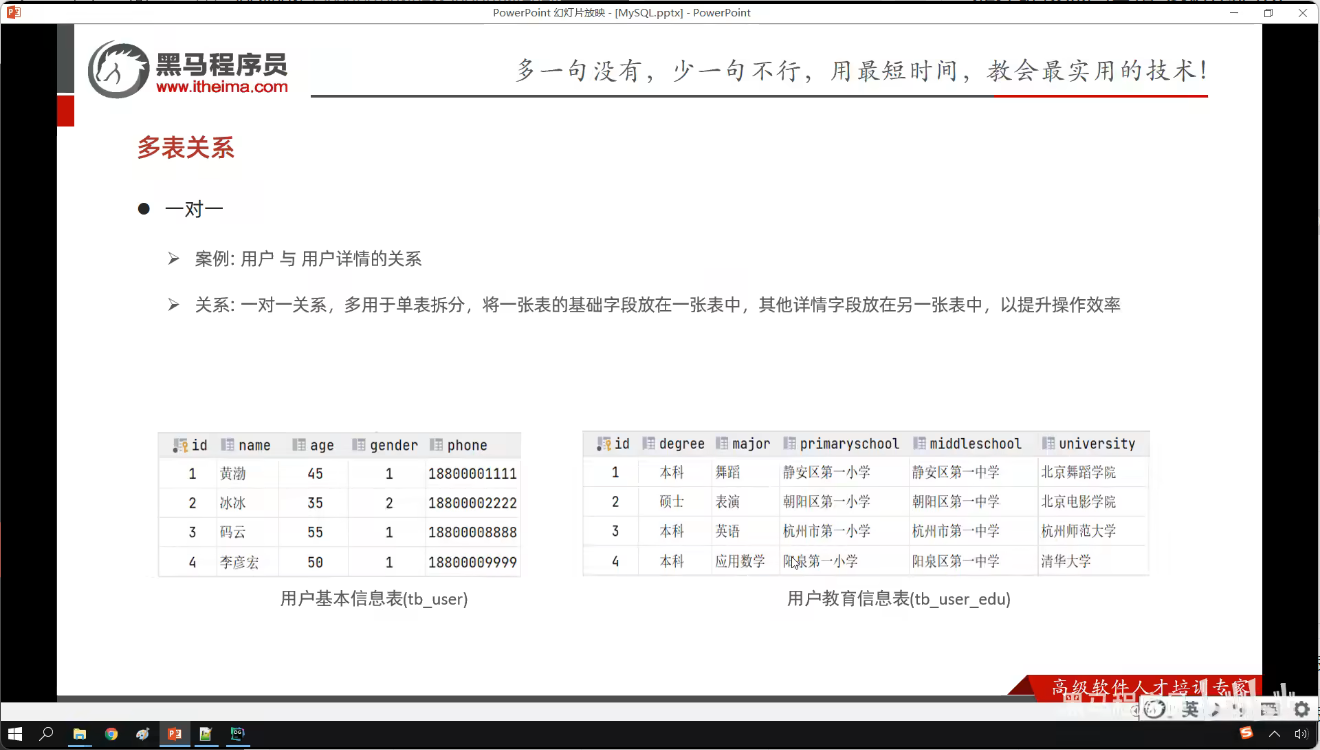 PowerPoint 幻灯片放映 - [MySQL.pptx] - PowerPoint
黑马程序员
www.itheima.com
多一句没有，少一句不行，用最短时间，教会最实用的技术！
多表关系
一对一
案例: 用户 与 用户详情的关系
关系: 一对一关系，多用于单表拆分，将一张表的基础字段放在一张表中，其他详情字段放在另一张表中，以提升操作效率
id name age gender phone
1 黄渤 45 1 18800001111
2 冰冰 35 2 18800002222
3 码云 55 1 18800008888
4 李彦宏 50 1 18800009999
用户基本信息表(tb_user)
id degree major primaryschool middleschool university
1 本科 舞蹈 静安区第一小学 静安区第一中学 北京舞蹈学院
2 硕士 表演 朝阳区第一小学 朝阳区第一中学 北京电影学院
3 本科 英语 杭州市第一小学 杭州市第一中学 杭州师范大学
4 本科 应用数学 阳泉第一小学 阳泉区第一中学 清华大学
用户教育信息表(tb_user_edu)
高级软件人才培训专家
英